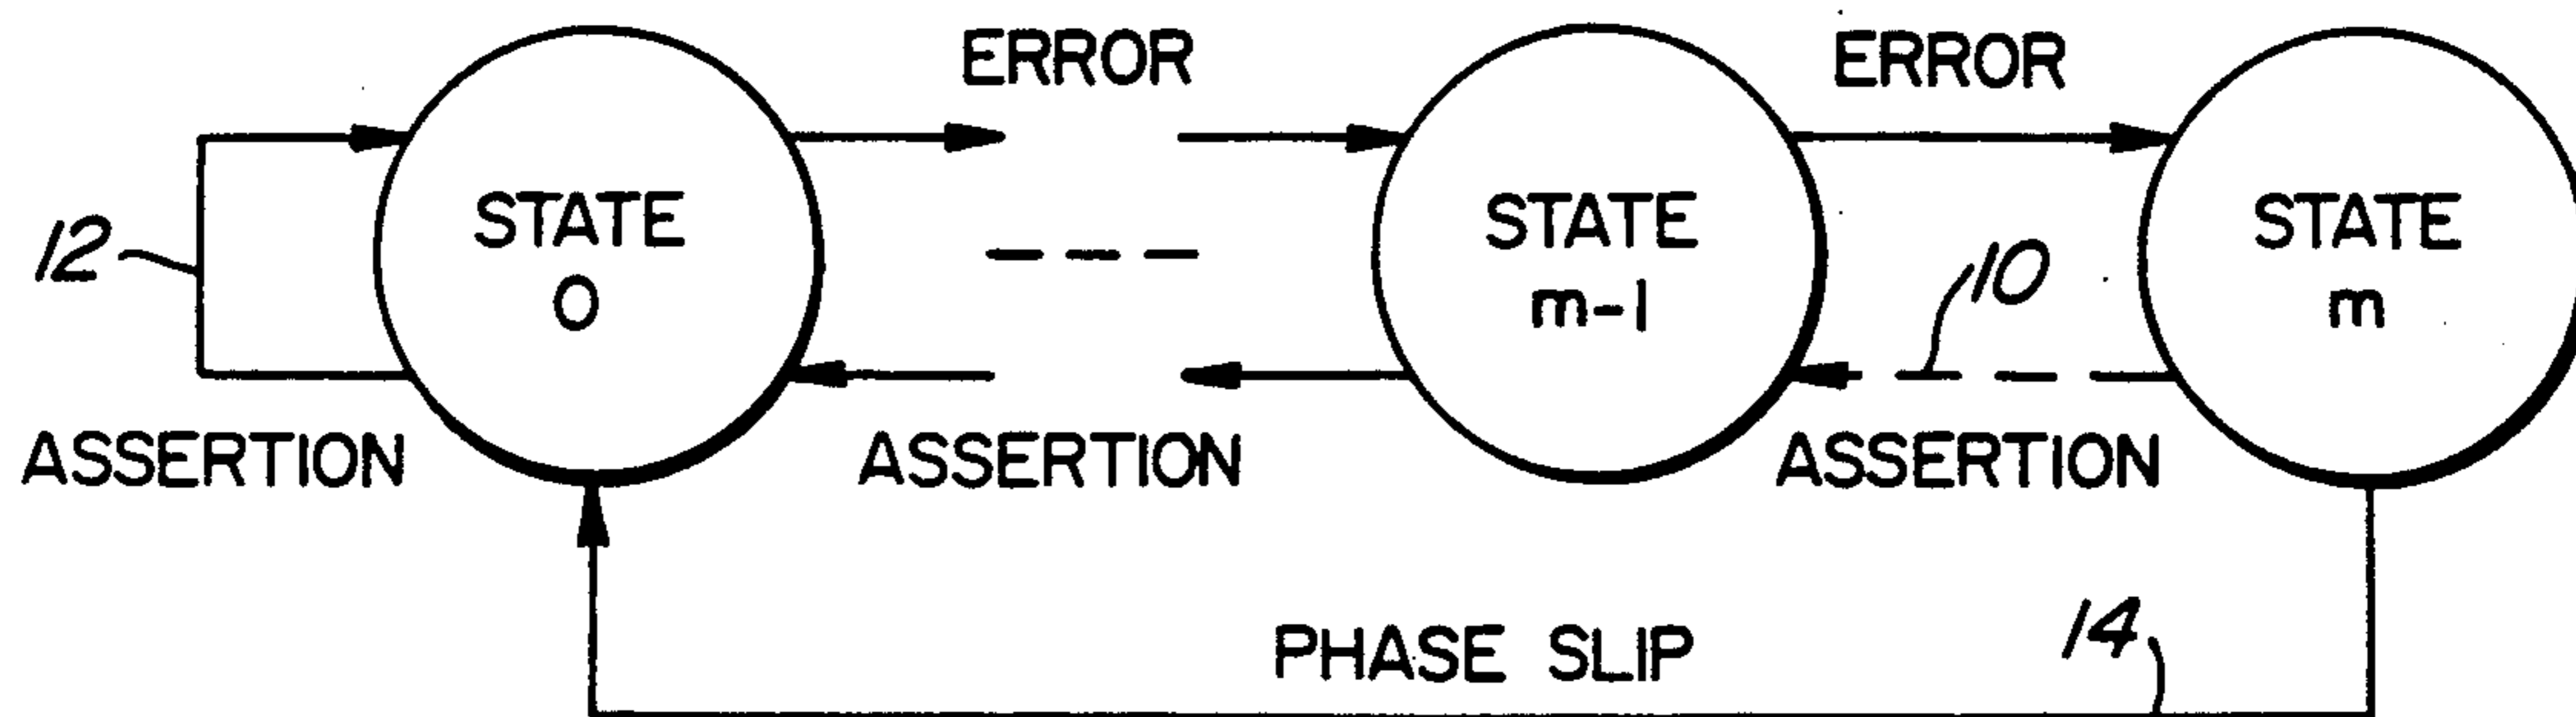 ERROR
ERROR
12
STATE
0
STATE
m-1
10
STATE
m
ASSERTION
ASSERTION
ASSERTION
PHASE SLIP
14